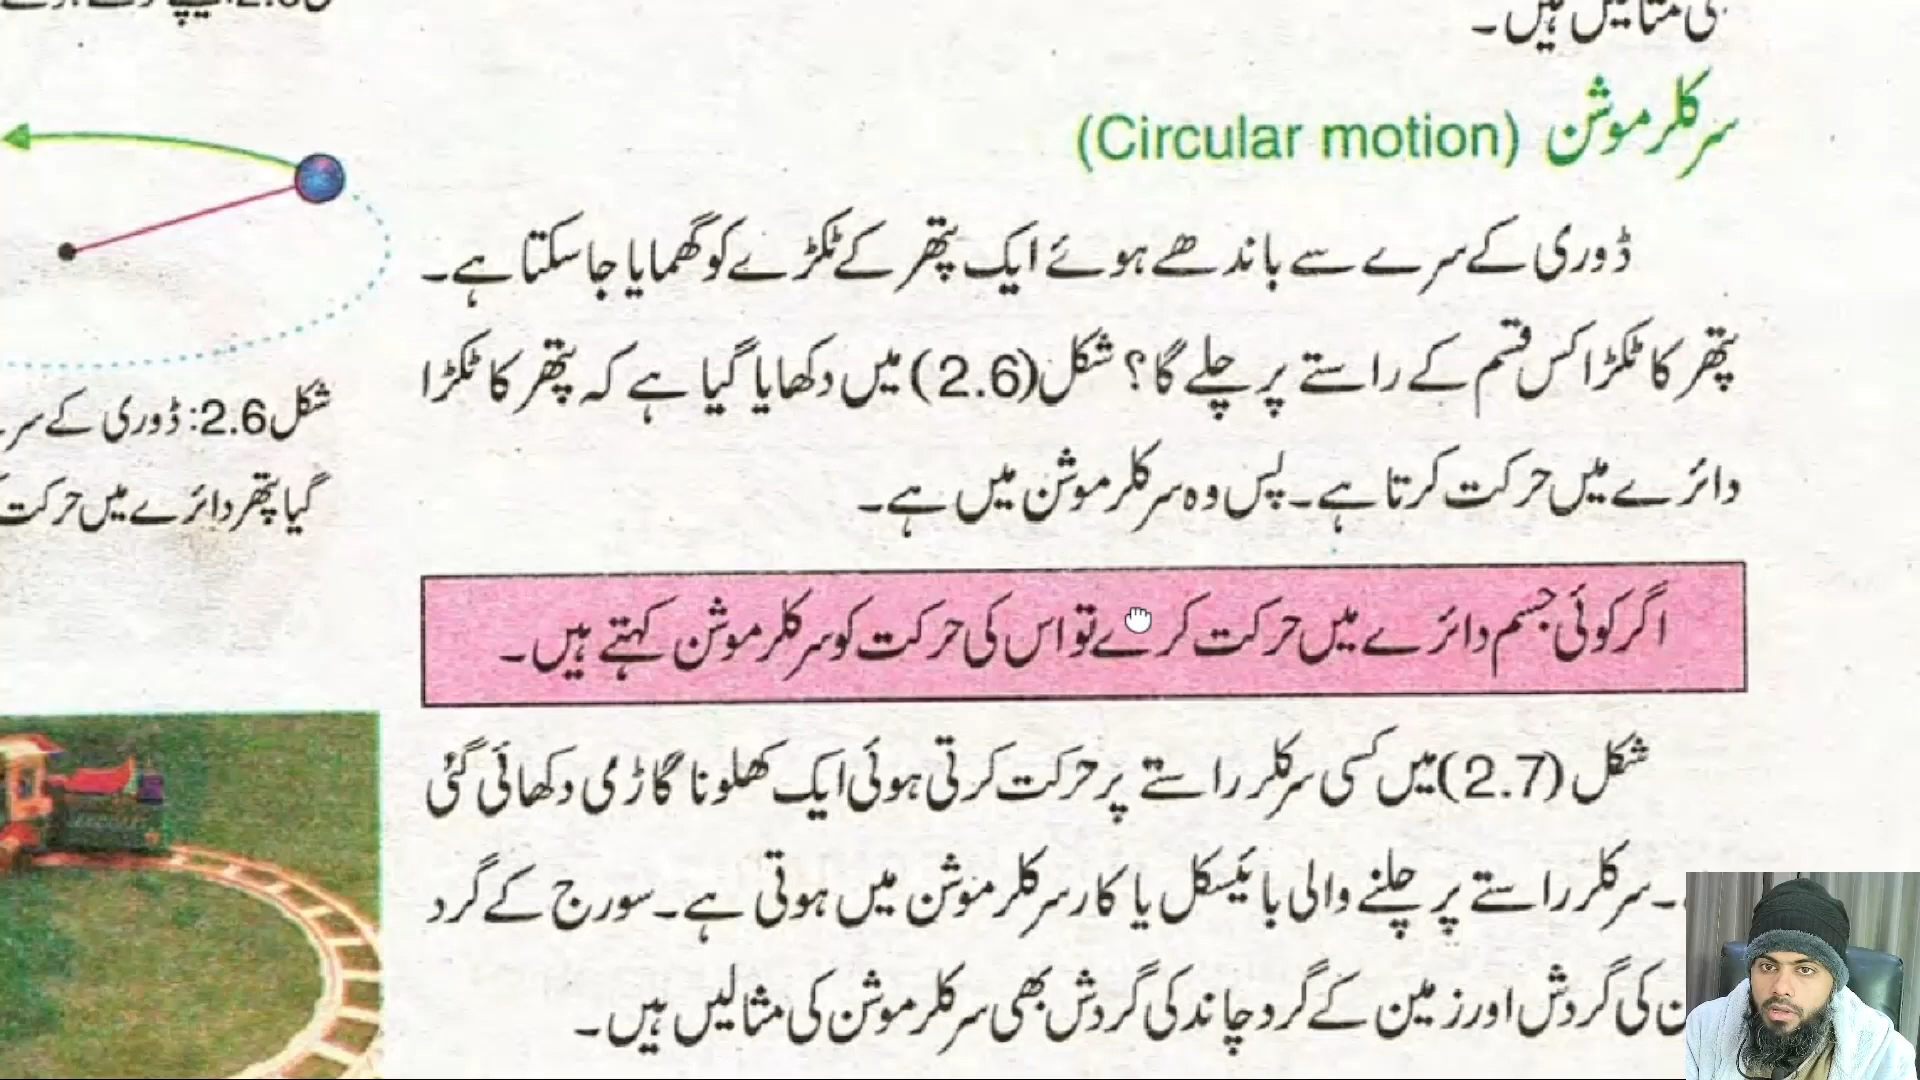 کی مثالیں ہیں۔
سرکلر موشن (Circular motion)
ڈوری کے سرے سے باندھے ہوئے ایک پتھر کے ٹکڑے کو گھمایا جا سکتا ہے۔
پتھر کا ٹکڑا کس قسم کے راستے پر چلے گا؟ شکل (2.6) میں دکھایا گیا ہے کہ پتھر کا ٹکڑا
دائرے میں حرکت کرتا ہے۔ پس وہ سرکلر موشن میں ہے۔
شکل 2.6: ڈوری کے
گیا پتھر دائرے میں حرکت
اگر کوئی جسم دائرے میں حرکت کرے تو اس کی حرکت کو سرکلر موشن کہتے ہیں۔
شکل (2.7) میں کسی سرکلر راستے پر حرکت کرتی ہوئی ایک کھلونا گاڑی دکھائی گئی
۔ سرکلر راستے پر چلنے والی بائیسکل یا کار سرکلر موشن میں ہوتی ہے۔ سورج کے گرد
کی گردش اور زمین کے گرد چاند کی گردش بھی سرکلر موشن کی مثالیں ہیں۔